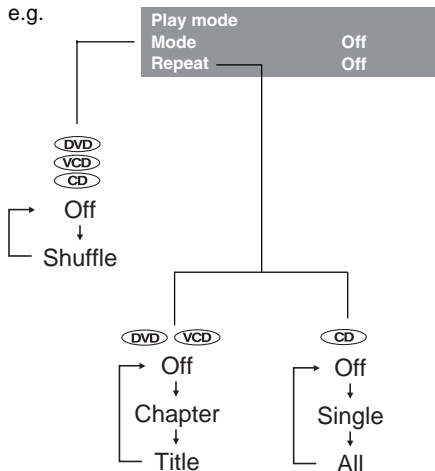 e.g.
Play mode
Mode Off
Repeat Off
DVD
VCD
CD
Off
Shuffle
DVD VCD
Off
Chapter
Title
CD
Off
Single
All